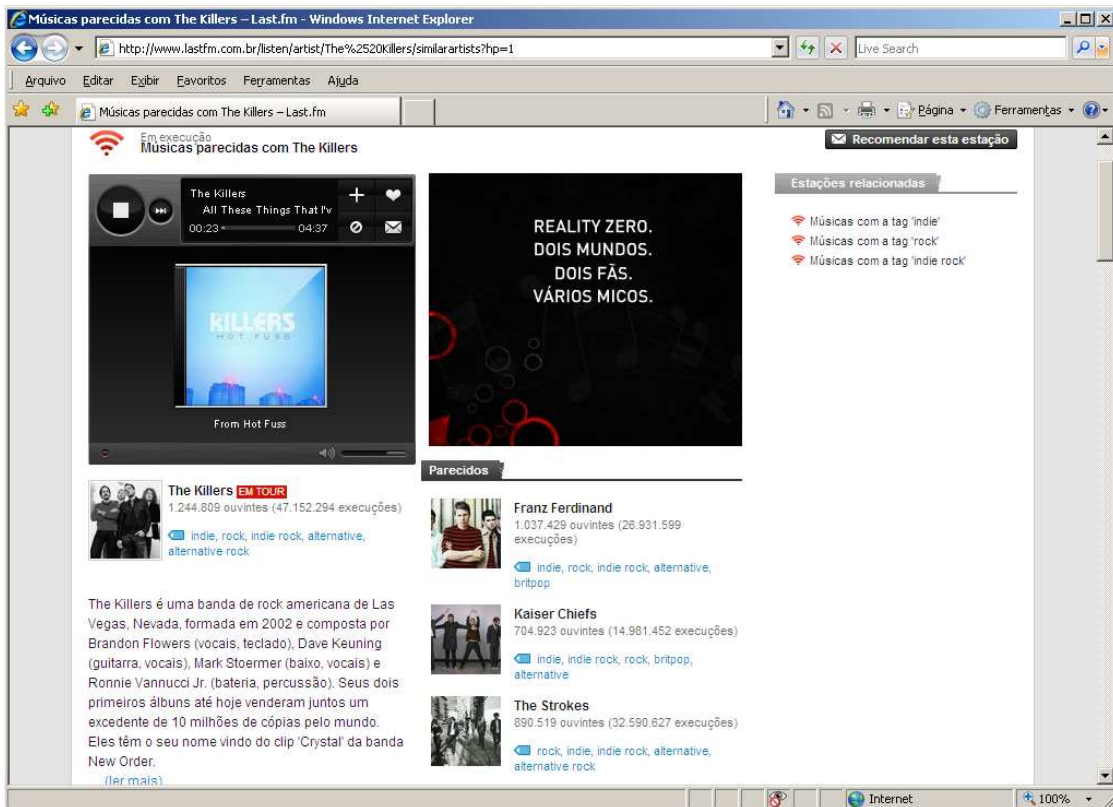 Músicas parecidas com The Killers – Last.fm - Windows Internet Explorer
http://www.lastfm.com.br/listen/artist/The%2520Killers/similarartists?hp=1
Live Search
Arquivo Editar Exibir Favoritos Ferramentas Ajuda
Músicas parecidas com The Killers – Last.fm
Página Ferramentas
Em execução
Músicas parecidas com The Killers
Recomendar esta estação
The Killers
All These Things That I'v
00:23 04:37
KILLERS
HOT FUSS
From Hot Fuss
REALITY ZERO.
DOIS MUNDOS.
DOIS FÃS.
VÁRIOS MICOS.
Estações relacionadas
Músicas com a tag 'indie'
Músicas com a tag 'rock'
Músicas com a tag 'indie rock'
The Killers EM TOUR
1.244.809 ouvintes (47.152.294 execuções)
indie, rock, indie rock, alternative,
alternative rock
The Killers é uma banda de rock americana de Las
Vegas, Nevada, formada em 2002 e composta por
Brandon Flowers (vocais, teclado), Dave Keuning
(guitarra, vocais), Mark Stoermer (baixo, vocais) e
Ronnie Vannucci Jr. (bateria, percussão). Seus dois
primeiros álbuns até hoje venderam juntos um
excedente de 10 milhões de cópias pelo mundo.
Eles têm o seu nome vindo do clip 'Crystal' da banda
New Order.
... (ler mais)
Parecidos
Franz Ferdinand
1.037.429 ouvintes (26.931.599
execuções)
indie, rock, indie rock, alternative,
britpop
Kaiser Chiefs
704.923 ouvintes (14.981.452 execuções)
indie, indie rock, rock, britpop,
alternative
The Strokes
890.519 ouvintes (32.590.627 execuções)
rock, indie, indie rock, alternative,
alternative rock
Internet
100%